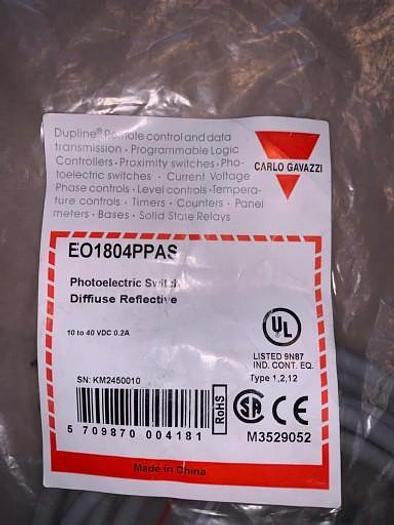 Dupline® Remote control and data
transmission · Programmable Logic
Controllers · Proximity switches · Pho-
toelectric switches · Current Voltage
Phase controls · Level controls · Tempera-
ture controls · Timers · Counters · Panel
meters · Bases · Solid State Relays
CARLO GAVAZZI
EO1804PPAS
Photoelectric Switch
Diffiuse Reflective
10 to 40 VDC 0.2A
UL
LISTED 9N87
IND. CONT. EQ.
Type 1,2,12
SN: KM2450010
RoHS
SA
CE
5 709870 004181
M3529052
Made in China